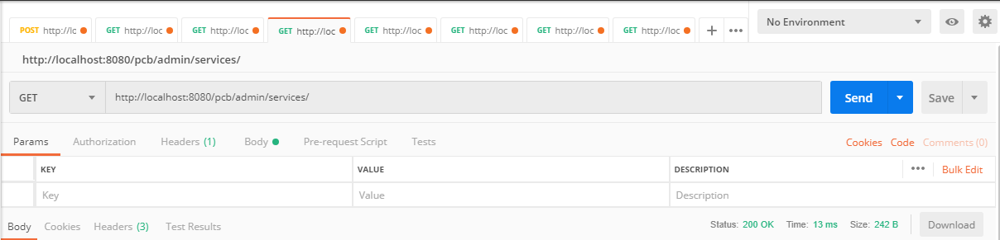 POST http://loc GET http://loc GET http://loc GET http://loc GET http://loc GET http://loc GET http://loc GET http://loc + ••• No Environment
http://localhost:8080/pcb/admin/services/
GET http://localhost:8080/pcb/admin/services/ Send Save
Params Authorization Headers (1) Body Pre-request Script Tests Cookies Code Comments (0)
KEY VALUE DESCRIPTION ••• Bulk Edit
Key Value Description
Body Cookies Headers (3) Test Results Status: 200 OK Time: 13 ms Size: 242 B Download